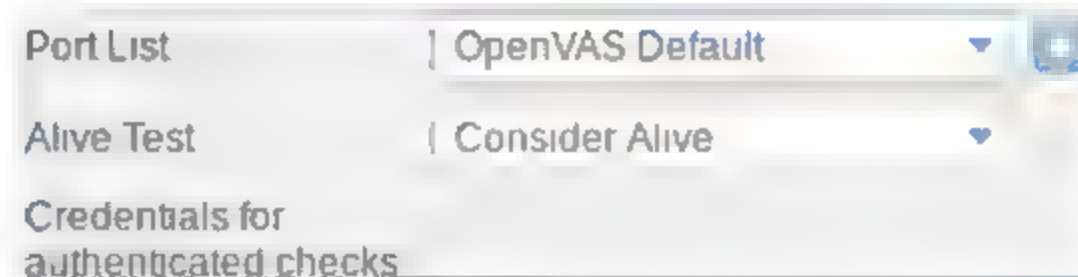 Port List OpenVAS Default
Alive Test Consider Alive
Credentials for
authenticated checks